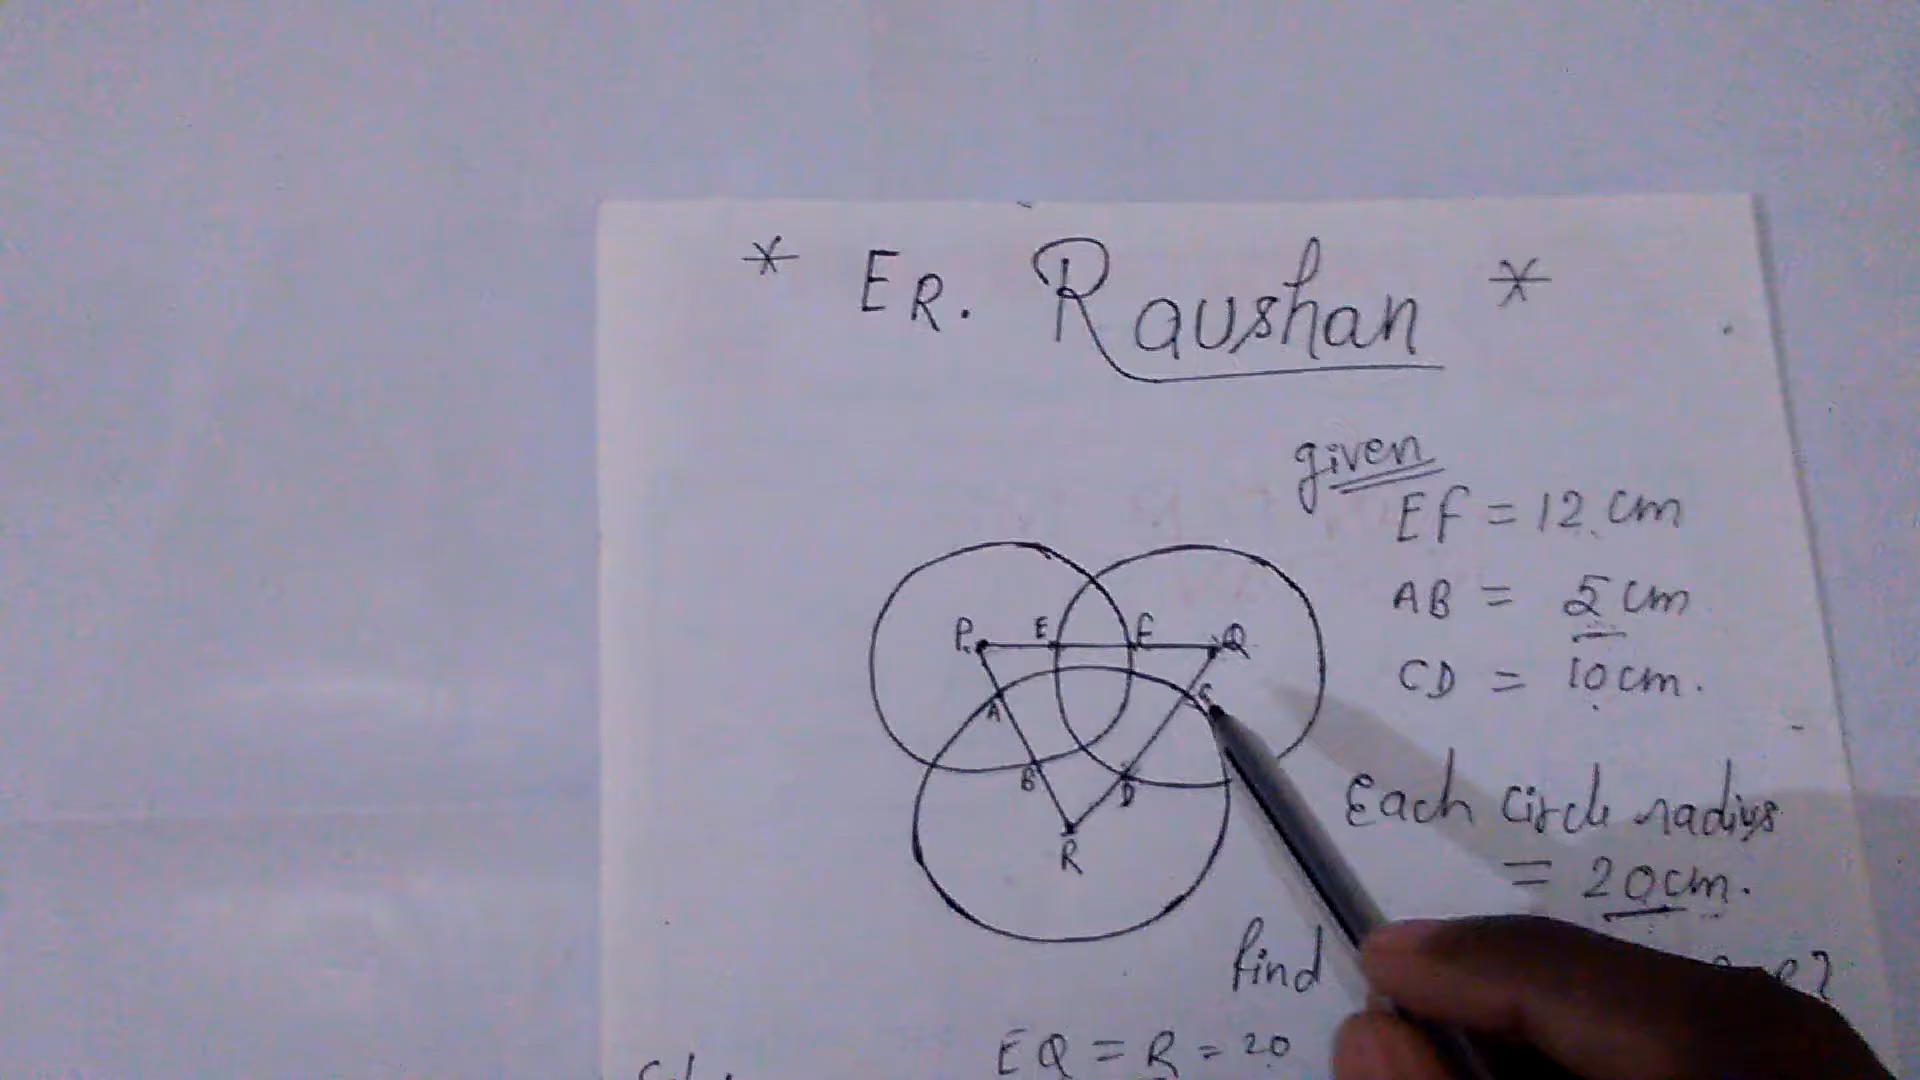 * ER. Raushan *
given
EF = 12 cm
AB = 5 cm
CD = 10 cm.
P E F Q
A C
B D
R
Each circle radius
= 20 cm.
find
EQ = R = 20